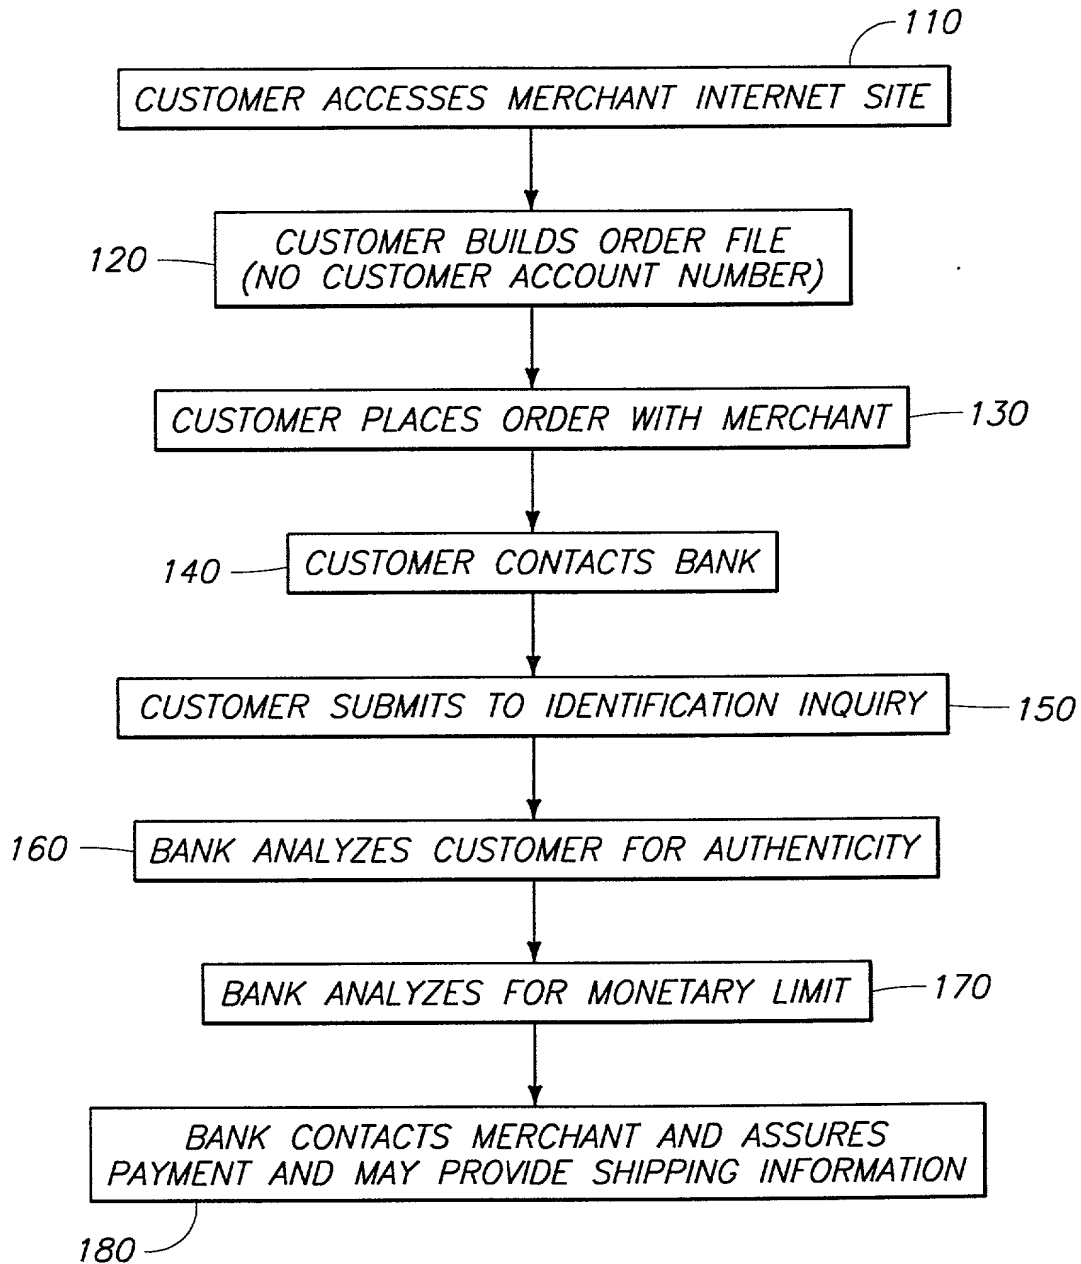 110
CUSTOMER ACCESSES MERCHANT INTERNET SITE
120
CUSTOMER BUILDS ORDER FILE
(NO CUSTOMER ACCOUNT NUMBER)
CUSTOMER PLACES ORDER WITH MERCHANT
130
140
CUSTOMER CONTACTS BANK
CUSTOMER SUBMITS TO IDENTIFICATION INQUIRY
150
160
BANK ANALYZES CUSTOMER FOR AUTHENTICITY
BANK ANALYZES FOR MONETARY LIMIT
170
BANK CONTACTS MERCHANT AND ASSURES
PAYMENT AND MAY PROVIDE SHIPPING INFORMATION
180